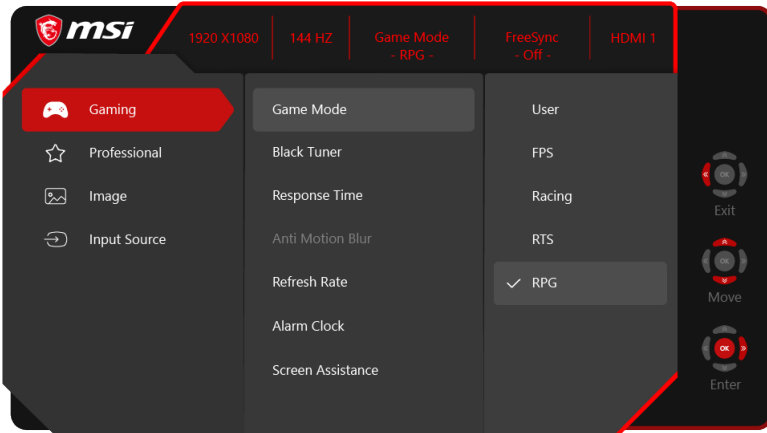 msi
1920 X1080
144 HZ
Game Mode
- RPG -
FreeSync
- Off -
HDMI 1
Gaming
Professional
Image
Input Source
Game Mode
Black Tuner
Response Time
Anti Motion Blur
Refresh Rate
Alarm Clock
Screen Assistance
User
FPS
Racing
RTS
RPG
OK
Exit
OK
Move
OK
Enter